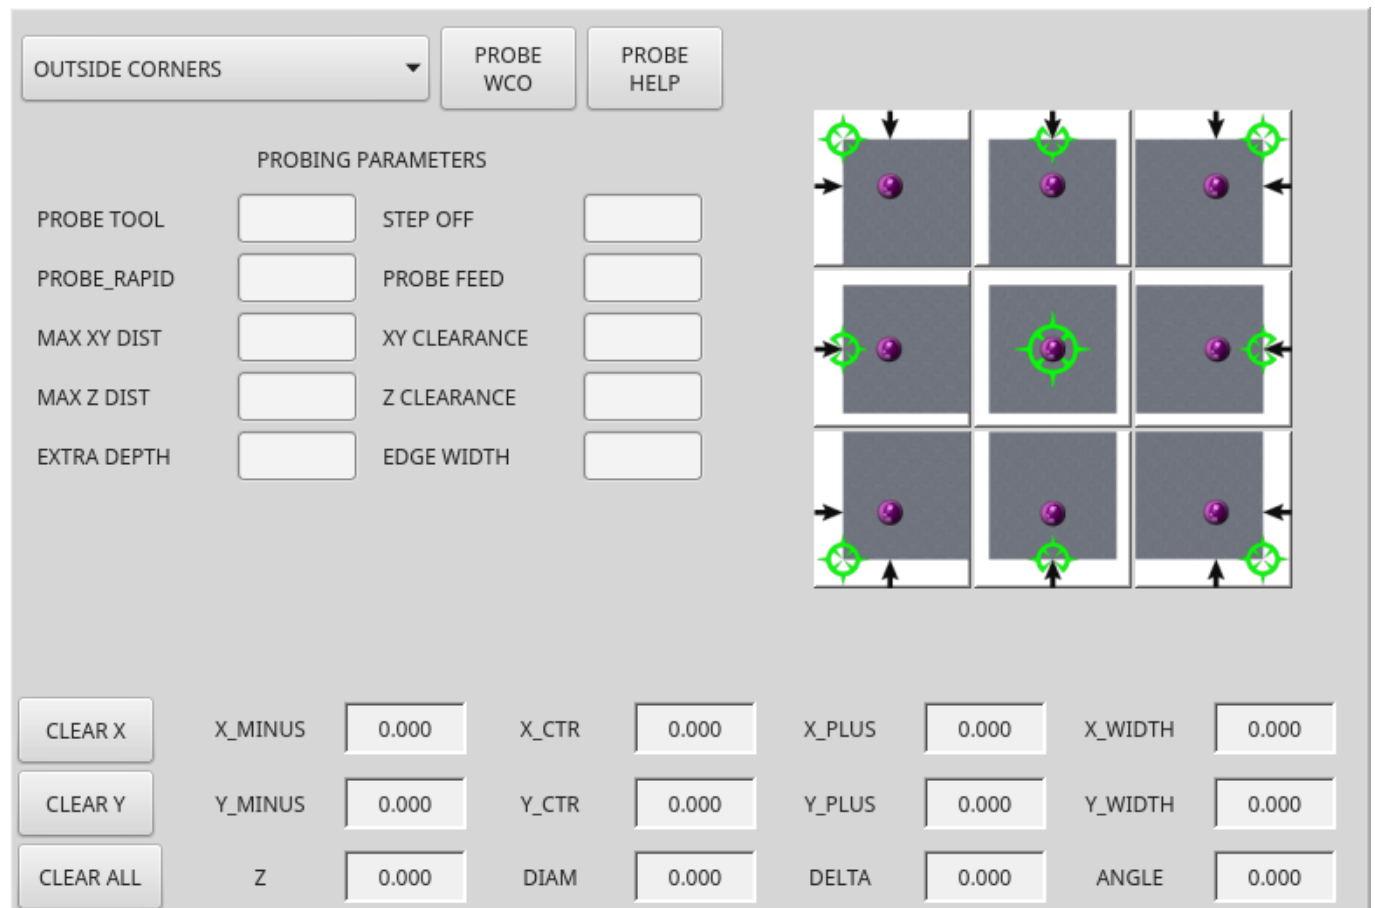 OUTSIDE CORNERS
PROBE
WCO
PROBE
HELP
PROBING PARAMETERS
PROBE TOOL STEP OFF
PROBE_RAPID PROBE FEED
MAX XY DIST XY CLEARANCE
MAX Z DIST Z CLEARANCE
EXTRA DEPTH EDGE WIDTH
CLEAR X X_MINUS 0.000 X_CTR 0.000 X_PLUS 0.000 X_WIDTH 0.000
CLEAR Y Y_MINUS 0.000 Y_CTR 0.000 Y_PLUS 0.000 Y_WIDTH 0.000
CLEAR ALL Z 0.000 DIAM 0.000 DELTA 0.000 ANGLE 0.000